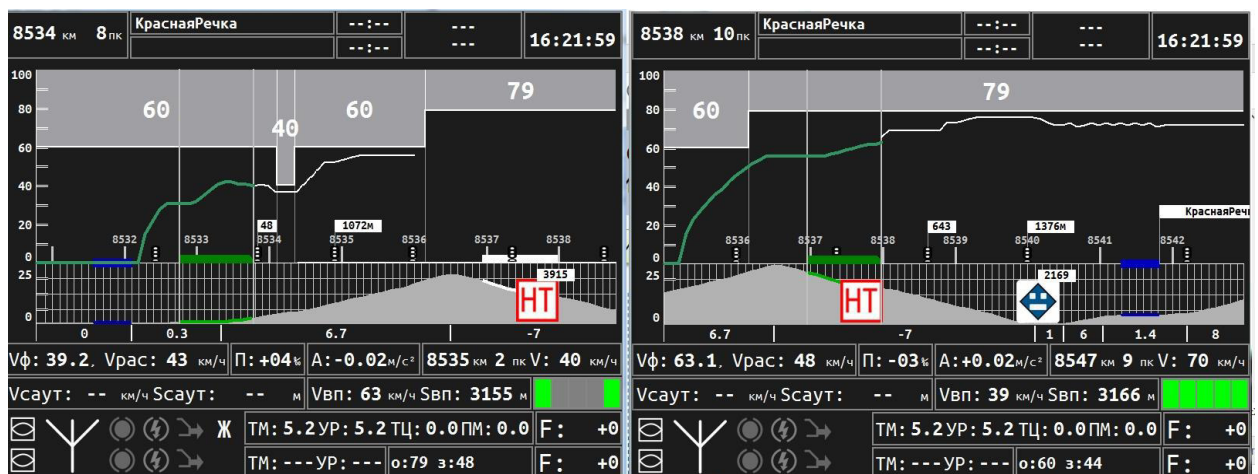 8534 км 8пк КраснаяРечка --:-- --- 16:21:59
--:-- ---
100
80
60
40
20
0
60 40 60 79
48 1072м
8532 8533 8534 8535 8536 8537 8538
3915
25
0
НТ
0 0.3 6.7 -7
Vф: 39.2, Vрас: 43 км/ч П: +04‰ А: -0.02м/с² 8535 км 2 пк V: 40 км/ч
Vсаут: -- км/ч Sсаут: -- м Vвп: 63 км/ч Sвп: 3155 м
Ж ТМ: 5.2 УР: 5.2 ТЦ: 0.0 ПМ: 0.0 F: +0
ТМ: --- УР: --- о:79 з:48 F: +0
8538 км 10пк КраснаяРечка --:-- --- 16:21:59
--:-- ---
100
80
60
40
20
0
60 79
КраснаяРечк
643 1376м
8536 8537 8538 8539 8540 8541 8542
2169
25
0
НТ
6.7 -7 1 6 1.4 8
Vф: 63.1, Vрас: 48 км/ч П: -03‰ А: +0.02м/с² 8547 км 9 пк V: 70 км/ч
Vсаут: -- км/ч Sсаут: -- м Vвп: 39 км/ч Sвп: 3166 м
ТМ: 5.2 УР: 5.2 ТЦ: 0.0 ПМ: 0.0 F: +0
ТМ: --- УР: --- о:60 з:44 F: +0